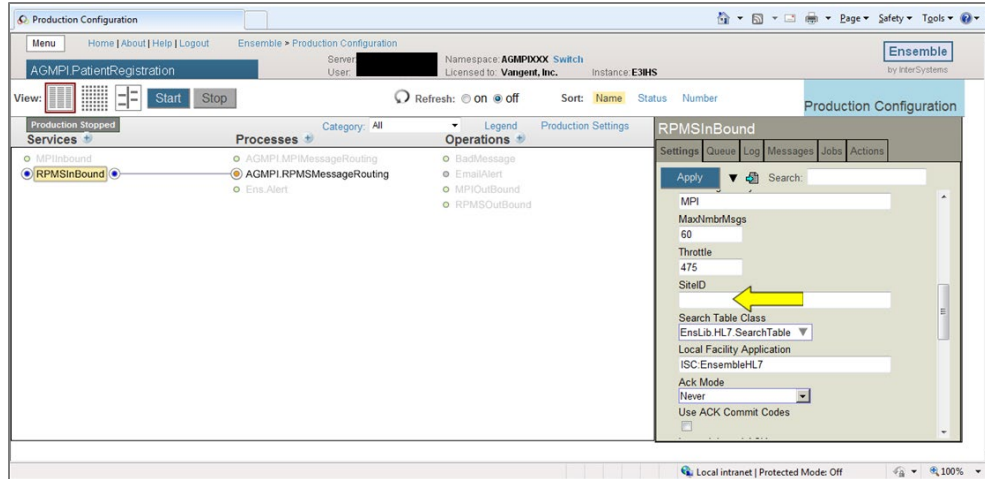 Production Configuration
Page Safety Tools
Menu Home | About | Help | Logout Ensemble > Production Configuration
Server: Namespace: AGMPIXXX Switch
User: Licensed to: Vangent, Inc. Instance: E3IHS
AGMPI.PatientRegistration
Ensemble
by InterSystems
View: Start Stop Refresh: on off Sort: Name Status Number
Production Configuration
Production Stopped
Category: All Legend Production Settings
Services Processes Operations
MPIInbound AGMPI.MPIMessageRouting BadMessage
RPMSInBound AGMPI.RPMSMessageRouting EmailAlert
Ens.Alert MPIOutBound
RPMSOutBound
RPMSInBound
Settings Queue Log Messages Jobs Actions
Apply Search:
MPI
MaxNmbrMsgs
60
Throttle
475
SiteID
Search Table Class
EnsLib.HL7.SearchTable
Local Facility Application
ISC:EnsembleHL7
Ack Mode
Never
Use ACK Commit Codes
Local intranet | Protected Mode: Off 100%